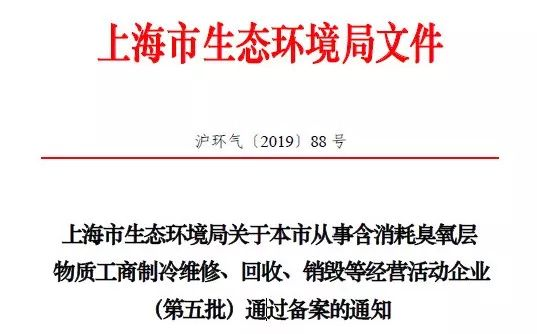 上海市生态环境局文件
沪环气〔2019〕88 号
上海市生态环境局关于本市从事含消耗臭氧层
物质工商制冷维修、回收、销毁等经营活动企业
（第五批）通过备案的通知